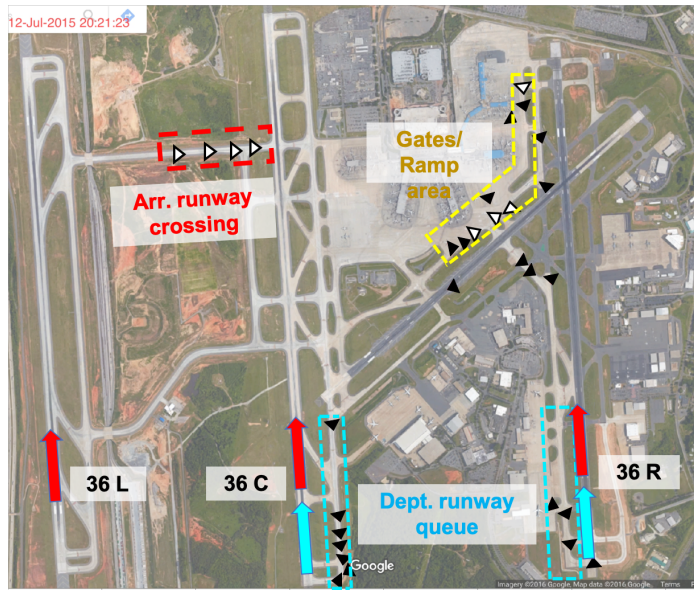 12-Jul-2015 20:21:23
Gates/
Ramp
area
Arr. runway
crossing
36 L
36 C
36 R
Dept. runway
queue
Google
Imagery ©2016 Google, Map data ©2016 Google
Terms